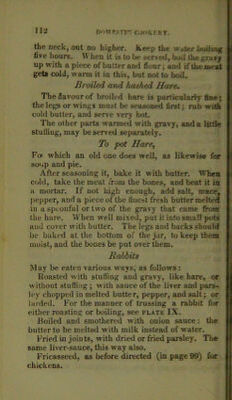 112 DOMESTIC COOKERY.
the neck, but no higher. Keep the water boiling
five hours. When it is to be served, boil the gravy
up with a piece of butter and flour; and if the meat
gets cold, warm it in this, but not to boil.
Broiled and hashed Hare.
The flavour of broiled hare is particularly fine;
the legs or wings must be seasoned first; rub with
cold butter, and serve very hot.
The other parts warmed with gravy, and a little
stuffing, may be served separately.
To pot Hare,
For which an old one does well, as likewise for
soup and pie.
After seasoning it, bake it with butter. When
cold, take the meat from the bones, and beat it in
a mortar. If not high enough, add salt, mace,
pepper, and a piece of the finest fresh butter melted
in a spoonful or two of the gravy that came from
the hare. When well mixed, put it into small pots
and cover with butter. The legs and backs should
be baked at the bottom of the jar, to keep them
moist, and the bones be put over them.
Rabbits
May be eaten various ways, as follows:
Roasted with stuffing and gravy, like hare, or
without stuffing; with sauce of the liver and pars-
ley chopped in melted butter, pepper, and salt; or
larded. For the manner of trussing a rabbit for
either roasting or boiling, see PLATE IX.
Boiled and smothered with onion sauce: the
butter to be melted with milk instead of water.
Fried in joints, with dried or fried parsley. The
same liver-sauce, this way also.
Fricasseed, as before directed (in page 99) for
chickens.